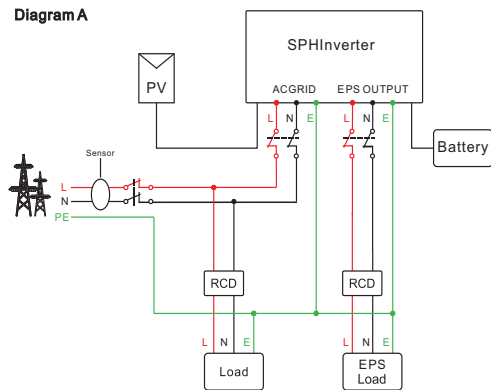 Diagram A
SPHInverter
PV
ACGRID
EPS OUTPUT
L N E L N E
Battery
Sensor
L
N
PE
RCD
RCD
L N E
L N E
Load
EPS
Load